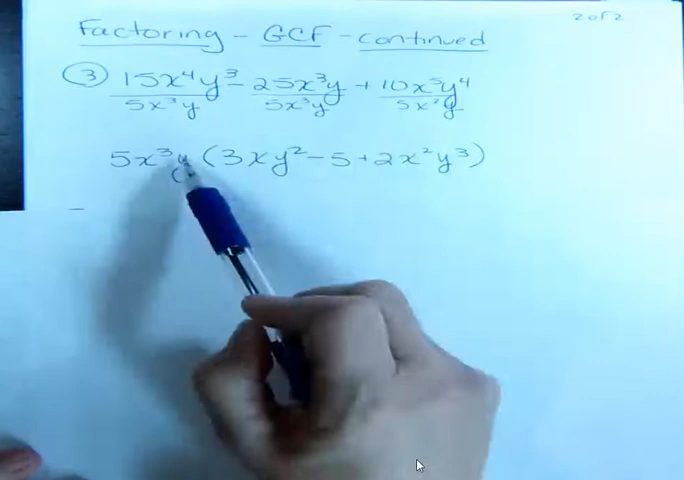 2 of 2
Factoring - GCF - continued
③ 15x⁴y³ - 25x³y + 10x⁵y⁴
5x³y 5x³y 5x³y
5x³y (3xy² - 5 + 2x²y³)